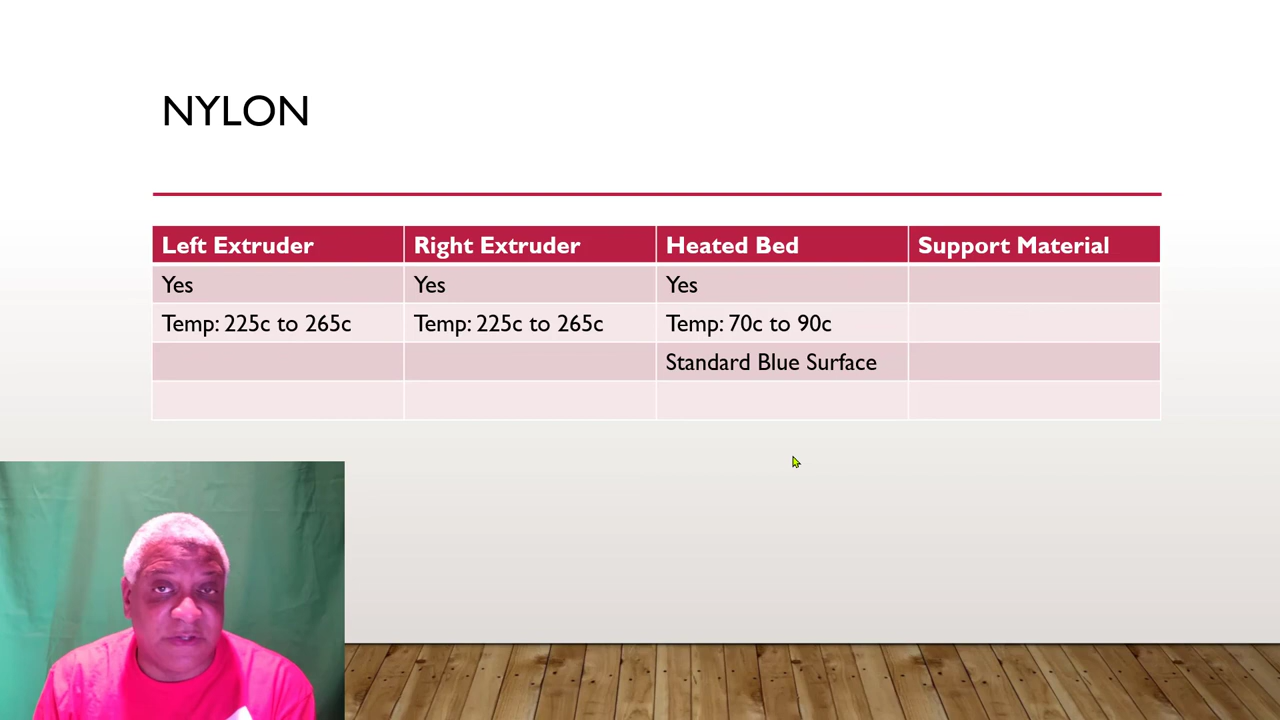 NYLON
Left Extruder Right Extruder Heated Bed Support Material
Yes Yes Yes
Temp: 225c to 265c Temp: 225c to 265c Temp: 70c to 90c
Standard Blue Surface